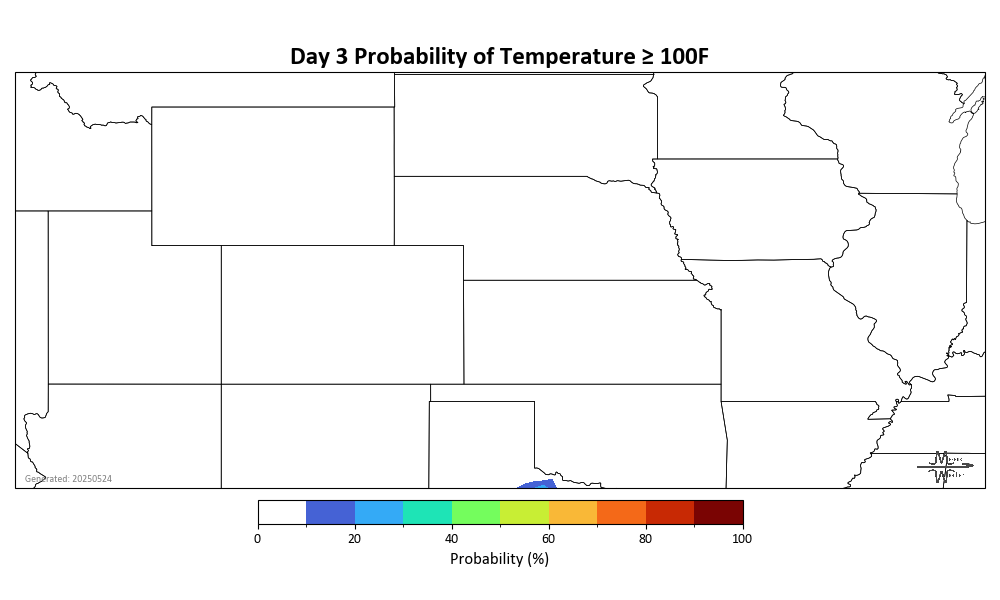 Day 3 Probability of Temperature ≥ 100F
Generated: 20250524
0 20 40 60 80 100
Probability (%)